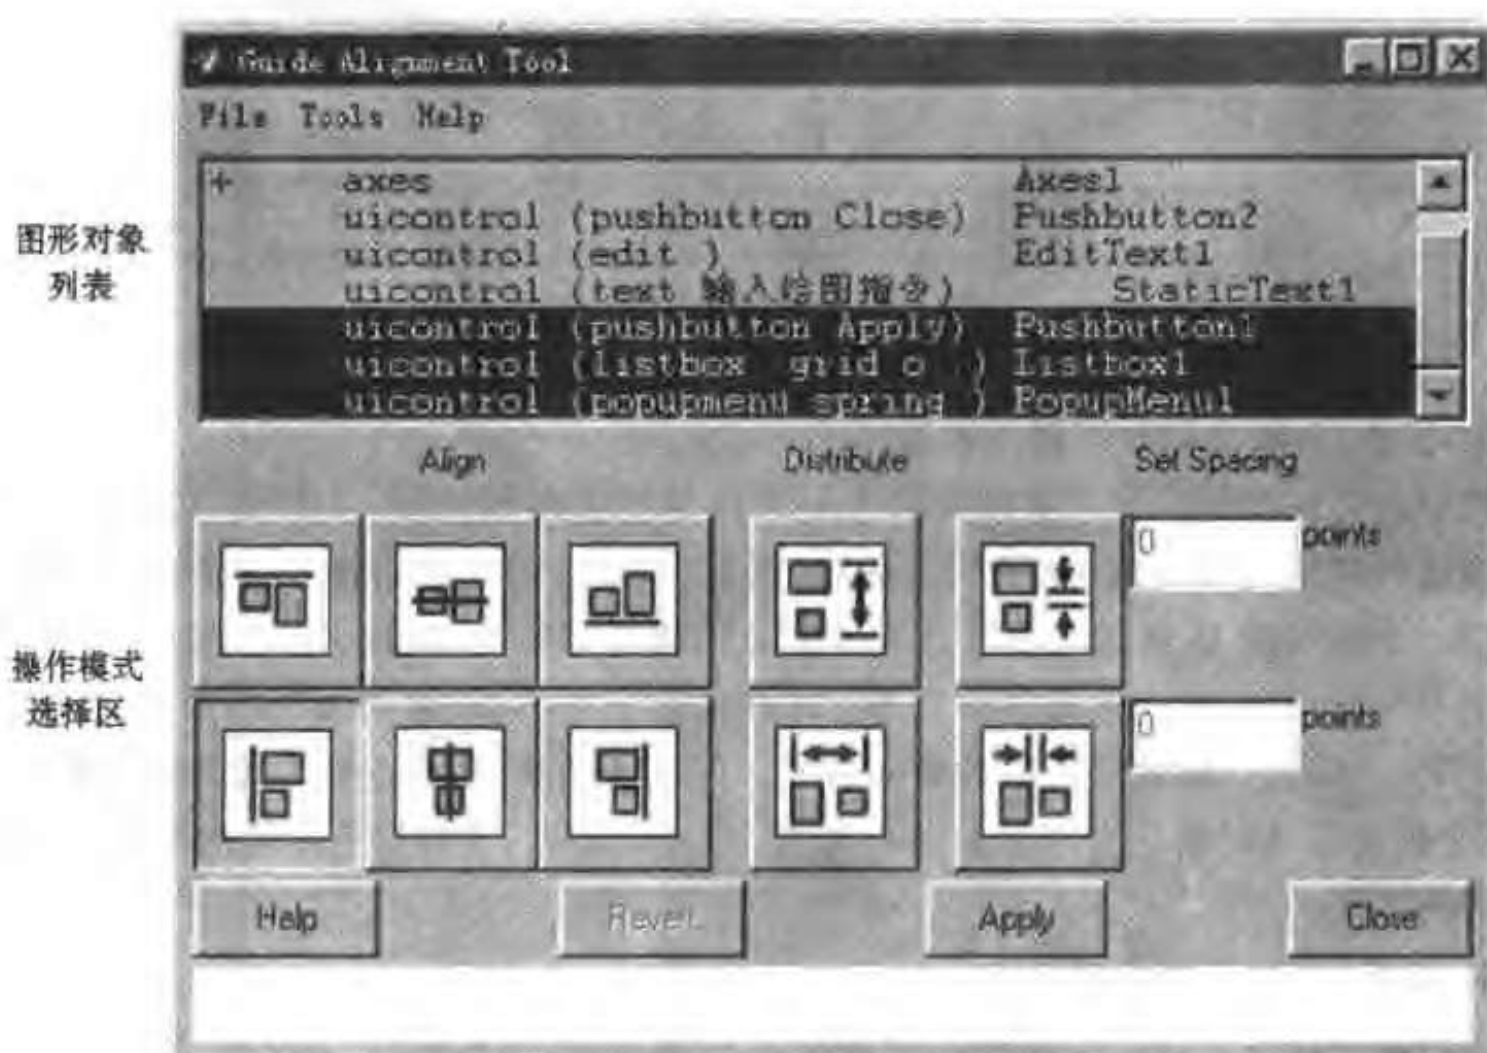 Guide Alignment Tool
File Tools Help
图形对象
列表
+ axes Axes1
uicontrol (pushbutton Close) Pushbutton2
uicontrol (edit ) EditText1
uicontrol (text 输入绘图指令) StaticText1
uicontrol (pushbutton Apply) Pushbutton1
uicontrol (listbox grid o ) Listbox1
uicontrol (popupmenu spring ) PopupMenu1
Align Distribute Set Spacing
0 points
操作模式
选择区
0 points
Help Revert Apply Close